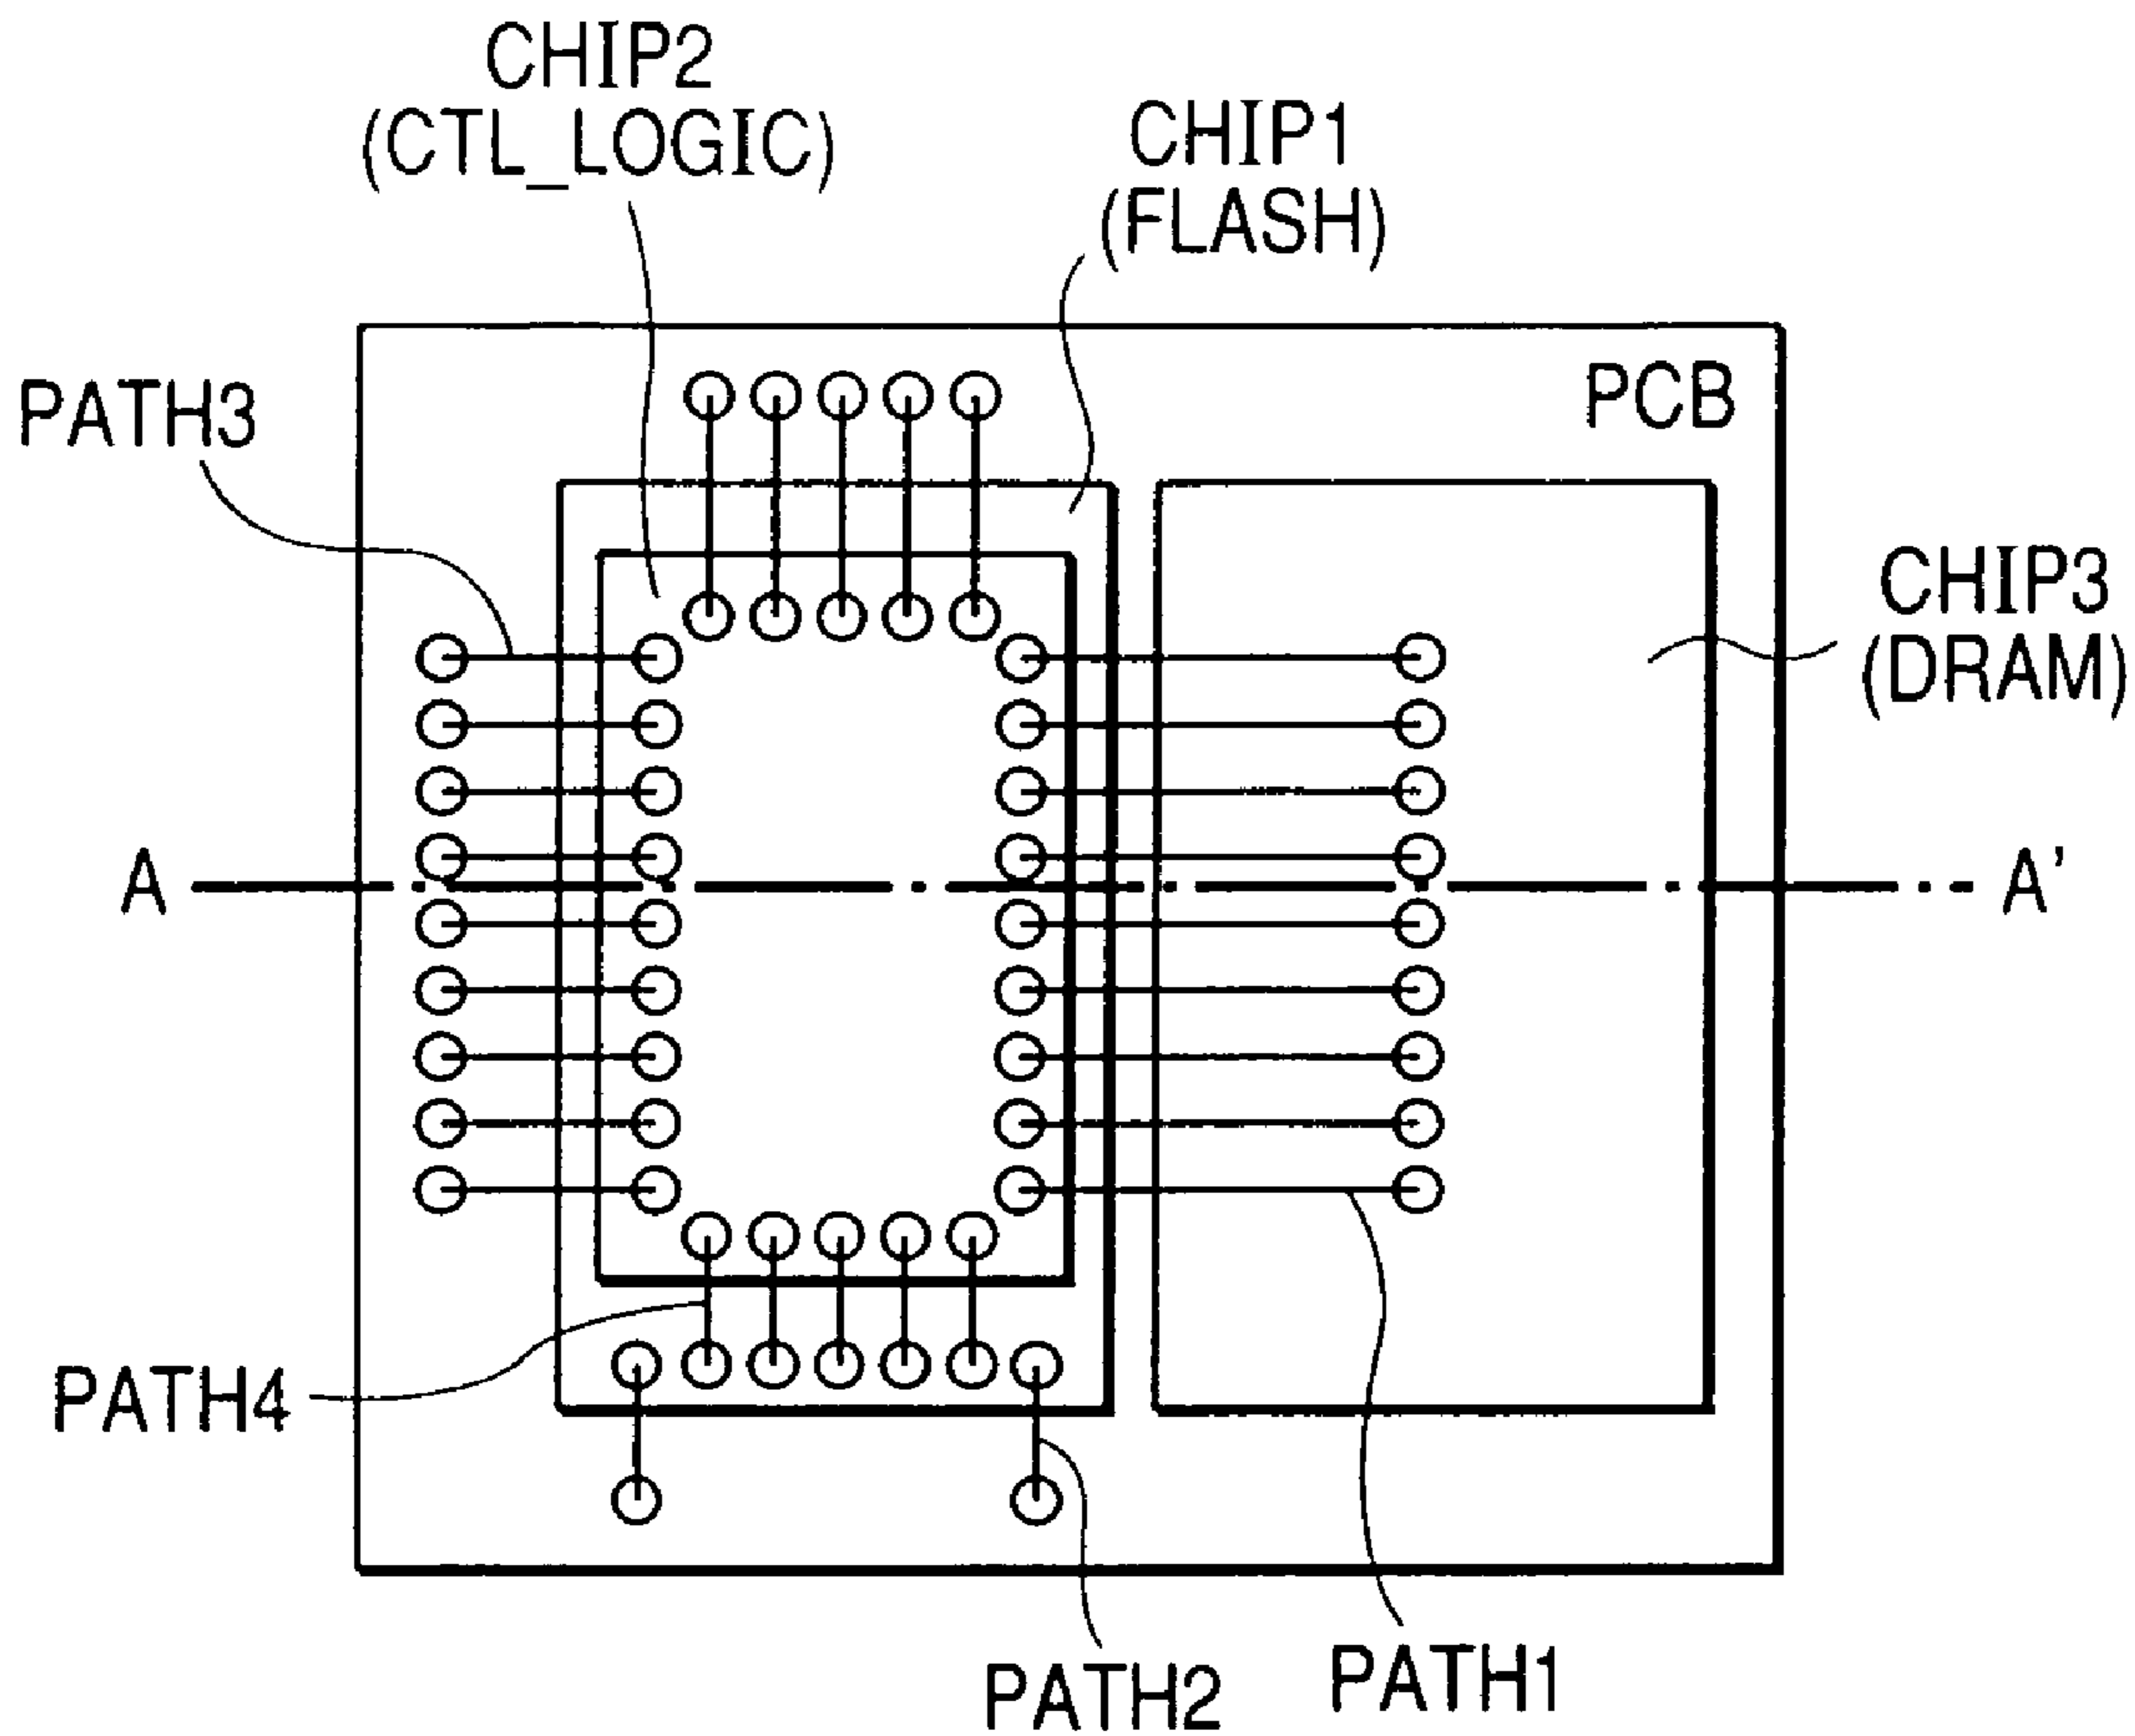 CHIP2
(CTL_LOGIC)
CHIP1
(FLASH)
PCB
PATH3
CHIP3
(DRAM)
A
A'
PATH4
PATH2
PATH1